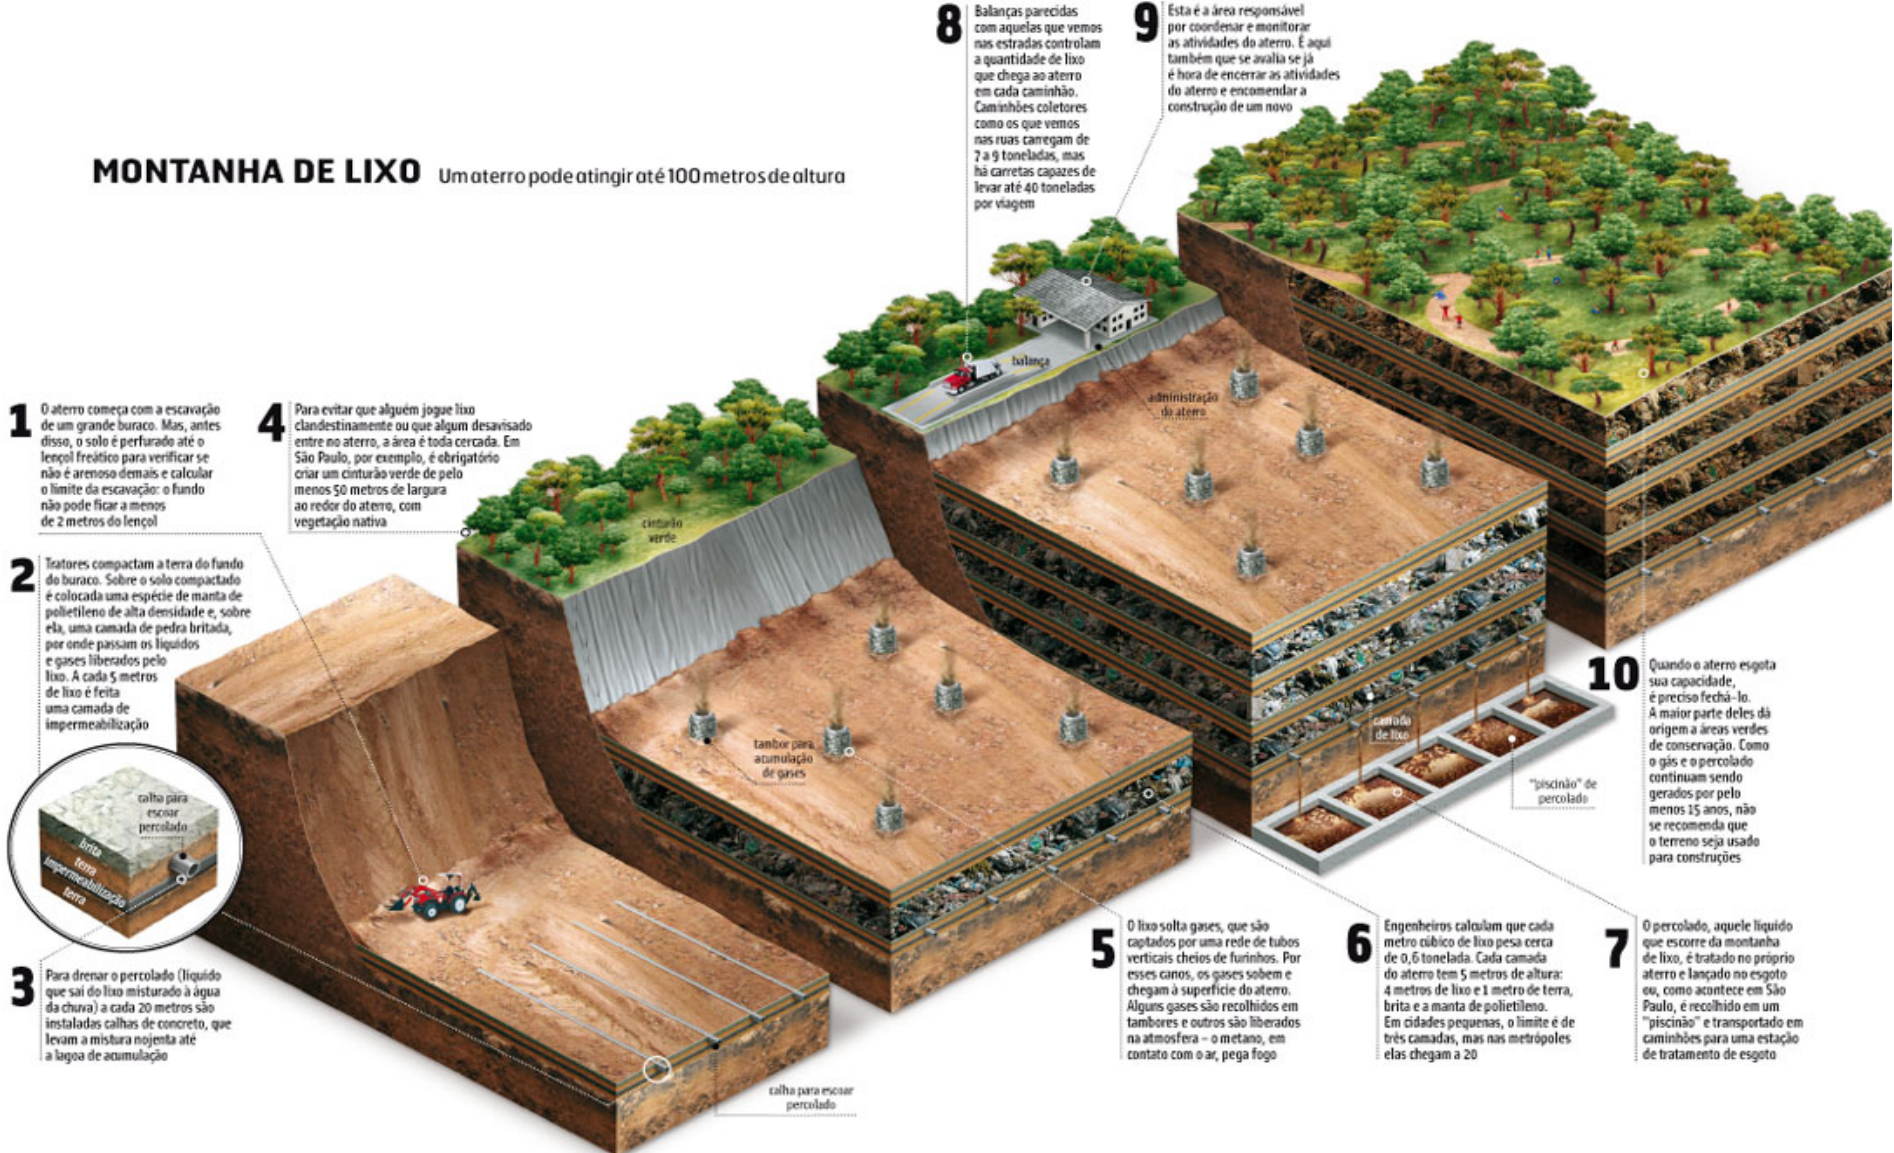 MONTANHA DE LIXO Um aterro pode atingir até 100 metros de altura
1
O aterro começa com a escavação
de um grande buraco. Mas, antes
disso, o solo é perfurado até o
lençol freático para verificar se
não é arenoso demais e calcular
o limite da escavação: o fundo
não pode ficar a menos
de 2 metros do lençol
2
Tratores compactam a terra do fundo
do buraco. Sobre o solo compactado
é colocada uma espécie de manta de
polietileno de alta densidade e, sobre
ela, uma camada de pedra britada,
por onde passam os líquidos
e gases liberados pelo
lixo. A cada 5 metros
de lixo é feita
uma camada de
impermeabilização
calha para
escoar
percolado
brita
terra
impermeabilização
terra
3
Para drenar o percolado (líquido
que sai do lixo misturado à água
da chuva) a cada 20 metros são
instaladas calhas de concreto, que
levam a mistura nojenta até
a lagoa de acumulação
calha para escoar
percolado
4
Para evitar que alguém jogue lixo
clandestinamente ou que algum desavisado
entre no aterro, a área é toda cercada. Em
São Paulo, por exemplo, é obrigatório
criar um cinturão verde de pelo
menos 50 metros de largura
ao redor do aterro, com
vegetação nativa
cinturão
verde
tambor para
acumulação
de gases
5
O lixo solta gases, que são
captados por uma rede de tubos
verticais cheios de furinhos. Por
esses canos, os gases sobem e
chegam à superfície do aterro.
Alguns gases são recolhidos em
tambores e outros são liberados
na atmosfera – o metano, em
contato com o ar, pega fogo
6
Engenheiros calculam que cada
metro cúbico de lixo pesa cerca
de 0,6 tonelada. Cada camada
do aterro tem 5 metros de altura:
4 metros de lixo e 1 metro de terra,
brita e a manta de polietileno.
Em cidades pequenas, o limite é de
três camadas, mas nas metrópoles
elas chegam a 20
camada
de lixo
"piscinão" de
percolado
7
O percolado, aquele líquido
que escorre da montanha
de lixo, é tratado no próprio
aterro e lançado no esgoto
ou, como acontece em São
Paulo, é recolhido em um
"piscinão" e transportado em
caminhões para uma estação
de tratamento de esgoto
8
Balanças parecidas
com aquelas que vemos
nas estradas controlam
a quantidade de lixo
que chega ao aterro
em cada caminhão.
Caminhões coletores
como os que vemos
nas ruas carregam de
7 a 9 toneladas, mas
há carretas capazes de
levar até 40 toneladas
por viagem
balança
administração
do aterro
9
Esta é a área responsável
por coordenar e monitorar
as atividades do aterro. É aqui
também que se avalia se já
é hora de encerrar as atividades
do aterro e encomendar a
construção de um novo
10
Quando o aterro esgota
sua capacidade,
é preciso fechá-lo.
A maior parte deles dá
origem a áreas verdes
de conservação. Como
o gás e o percolado
continuam sendo
gerados por pelo
menos 15 anos, não
se recomenda que
o terreno seja usado
para construções